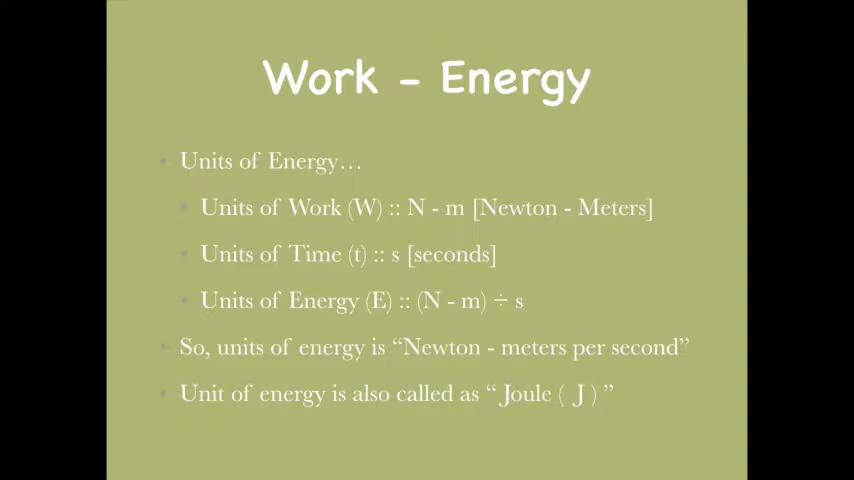 Work - Energy
Units of Energy…
Units of Work (W) :: N - m [Newton - Meters]
Units of Time (t) :: s [seconds]
Units of Energy (E) :: (N - m) ÷ s
So, units of energy is “Newton - meters per second”
Unit of energy is also called as “ Joule ( J ) ”